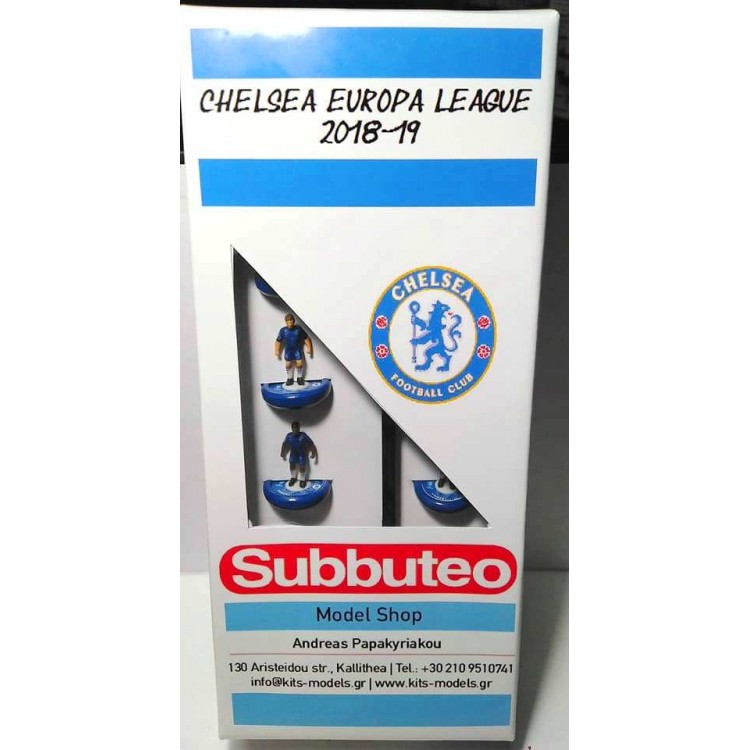 CHELSEA EUROPA LEAGUE
2018-19
CHELSEA
FOOTBALL CLUB
Subbuteo
Model Shop
Andreas Papakyriakou
130 Aristeidou str., Kallithea | Tel.: +30 210 9510741
info@kits-models.gr | www.kits-models.gr